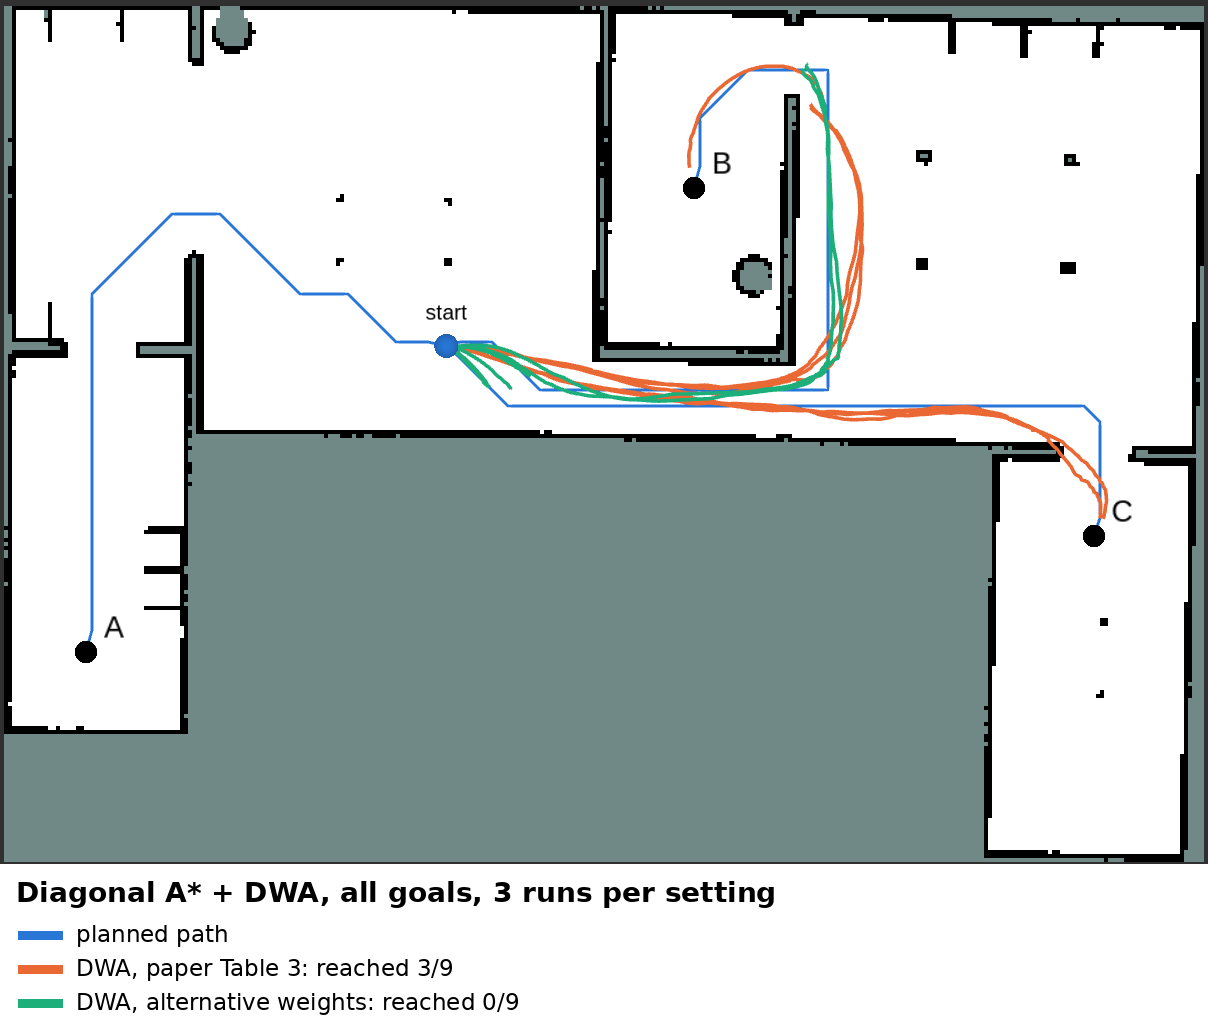 B
start
C
A
Diagonal A* + DWA, all goals, 3 runs per setting
planned path
DWA, paper Table 3: reached 3/9
DWA, alternative weights: reached 0/9